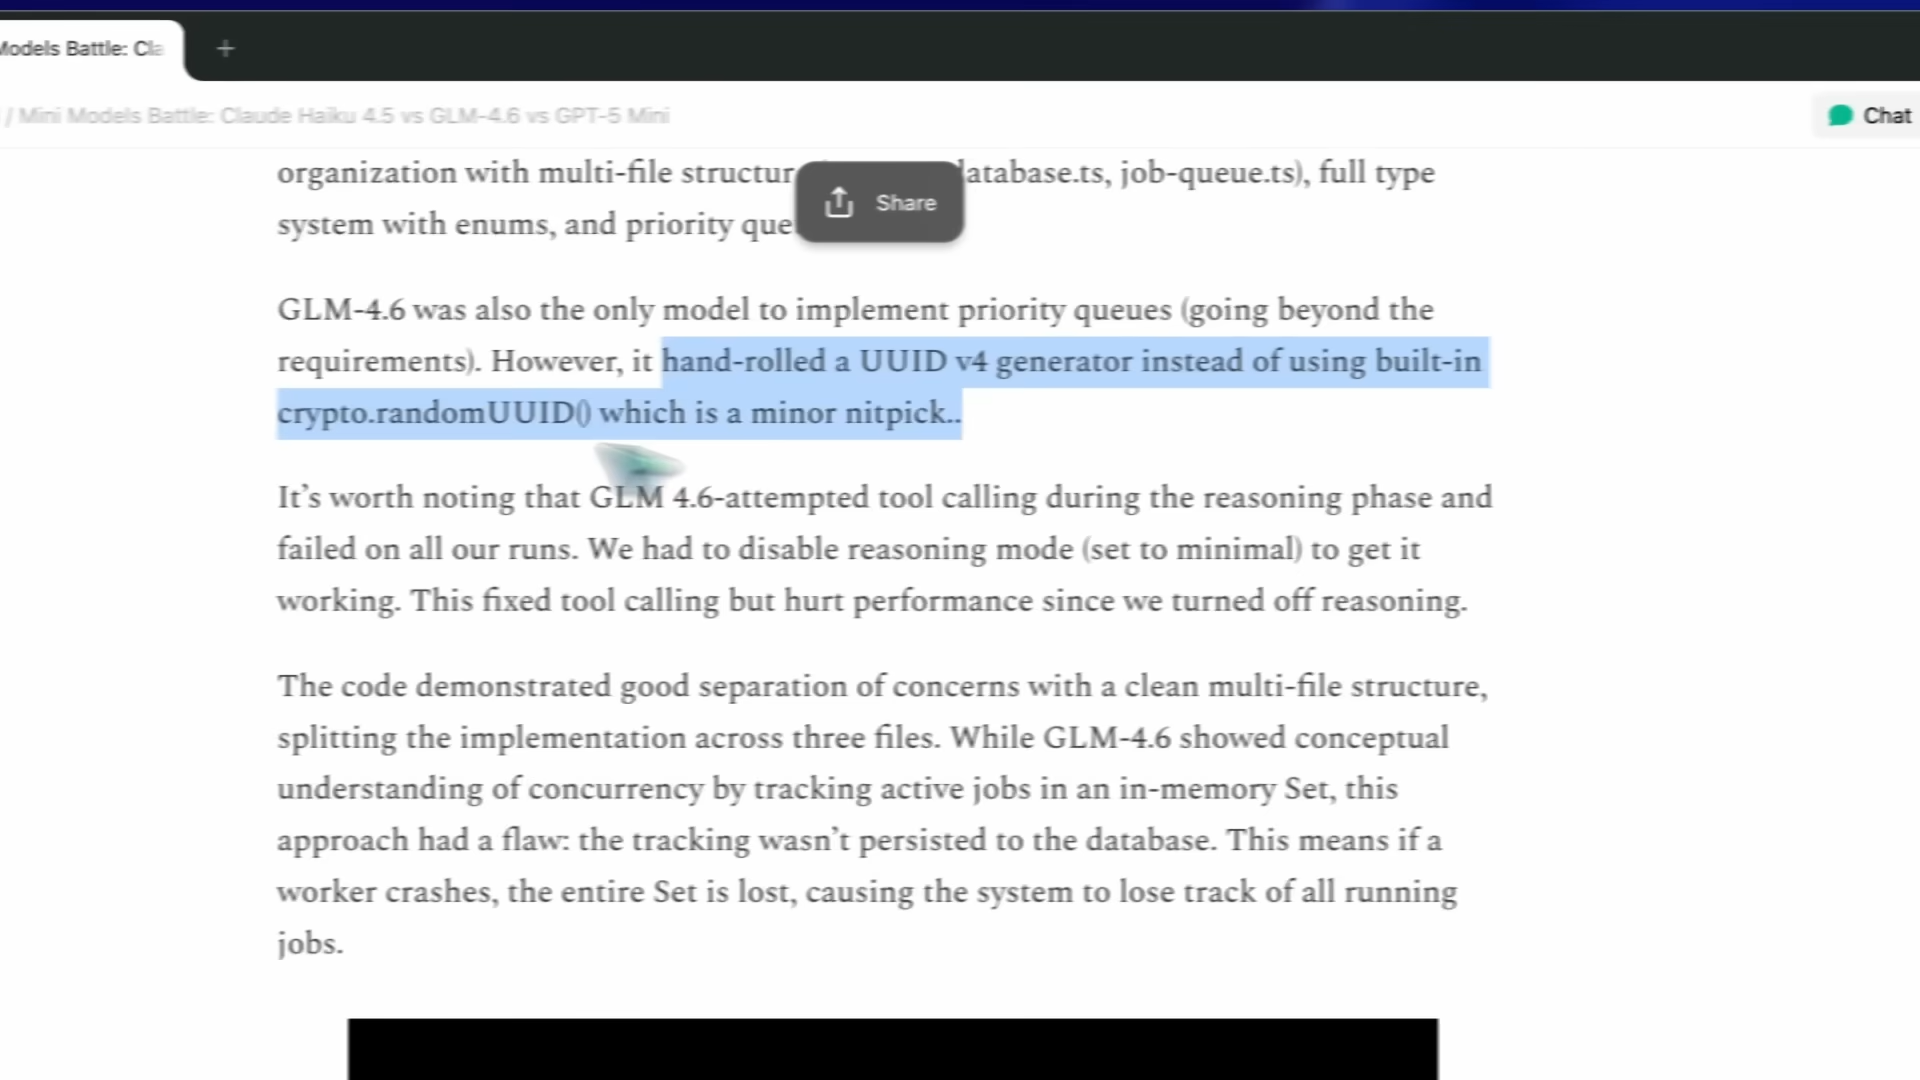 Models Battle: Cla
/ Mini Models Battle: Claude Haiku 4.5 vs GLM-4.6 vs GPT-5 Mini
Chat
organization with multi-file structur atabase.ts, job-queue.ts), full type
Share
system with enums, and priority que
GLM-4.6 was also the only model to implement priority queues (going beyond the
requirements). However, it hand-rolled a UUID v4 generator instead of using built-in
crypto.randomUUID() which is a minor nitpick..
It’s worth noting that GLM 4.6-attempted tool calling during the reasoning phase and
failed on all our runs. We had to disable reasoning mode (set to minimal) to get it
working. This fixed tool calling but hurt performance since we turned off reasoning.
The code demonstrated good separation of concerns with a clean multi-file structure,
splitting the implementation across three files. While GLM-4.6 showed conceptual
understanding of concurrency by tracking active jobs in an in-memory Set, this
approach had a flaw: the tracking wasn’t persisted to the database. This means if a
worker crashes, the entire Set is lost, causing the system to lose track of all running
jobs.